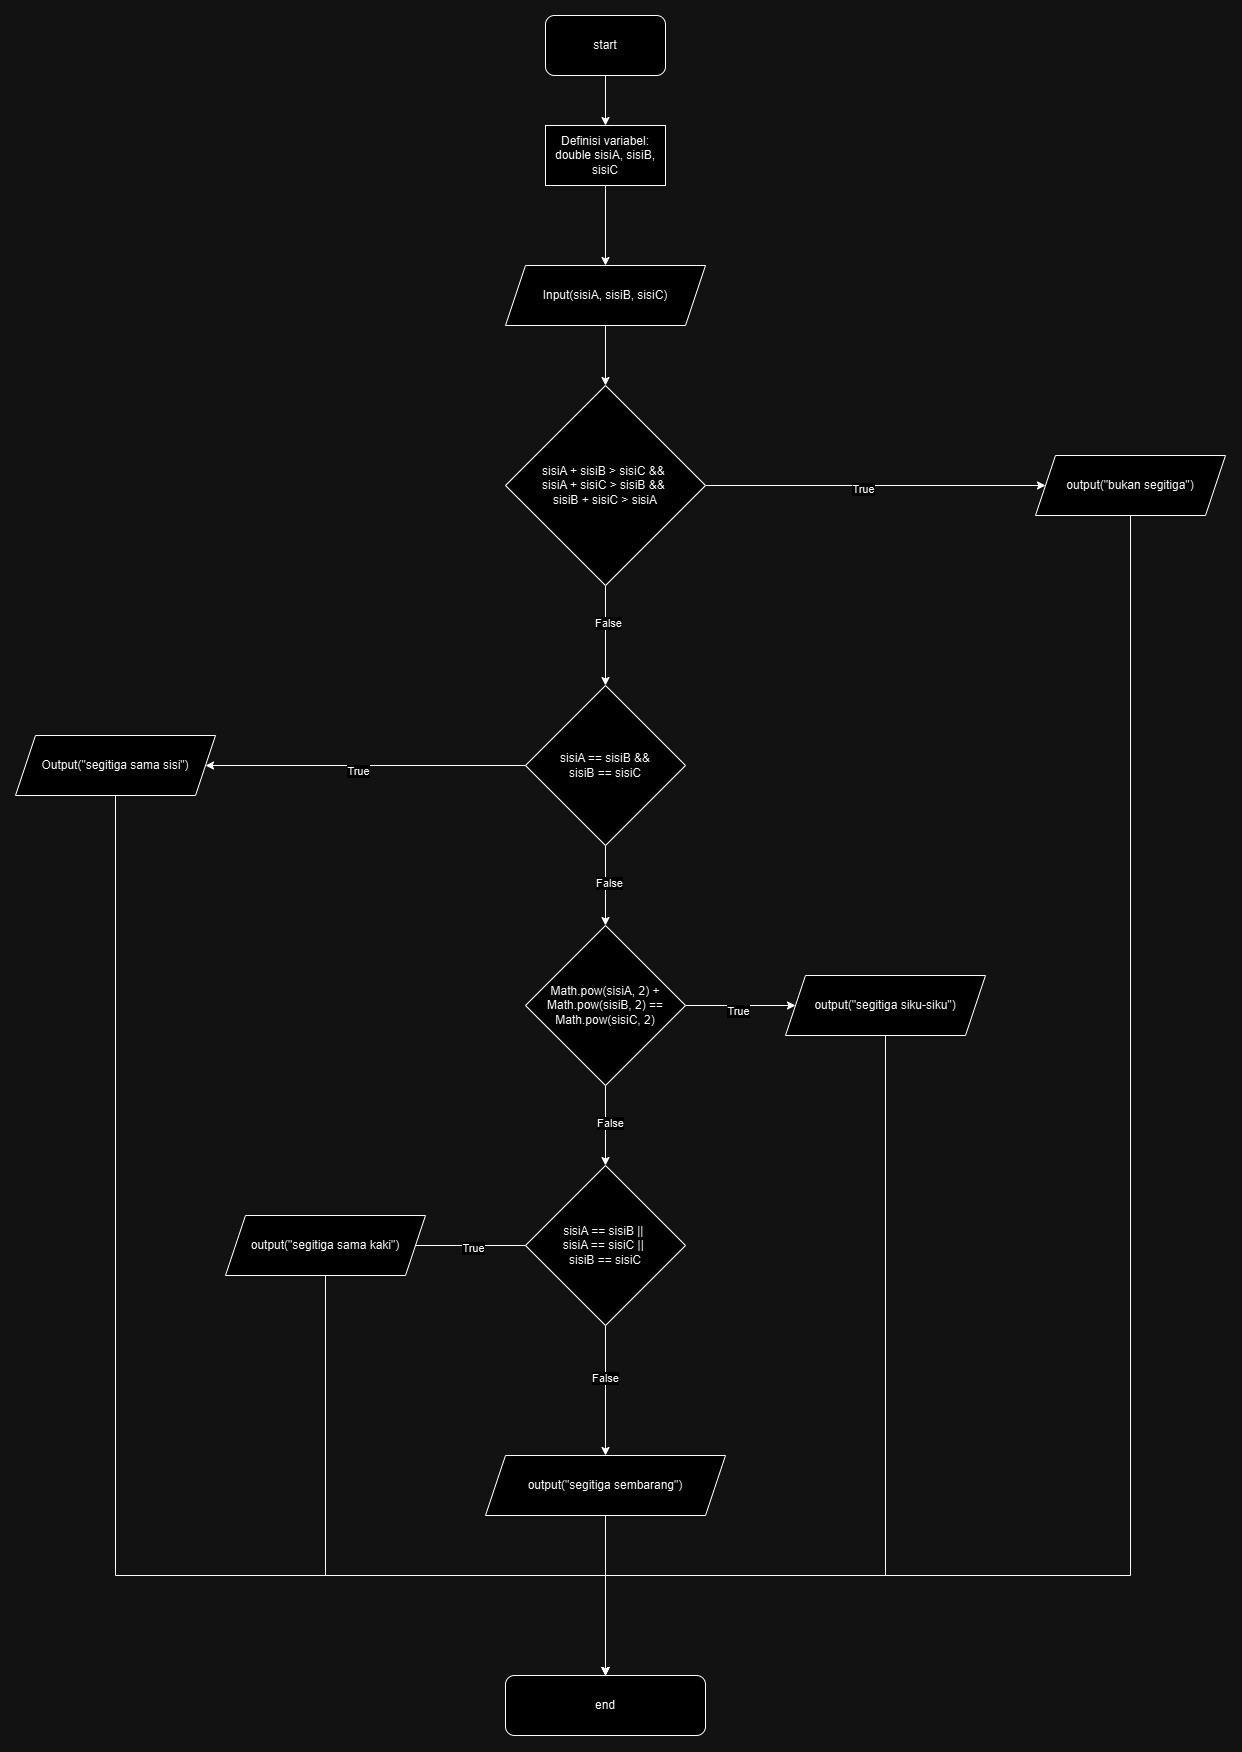 start
Definisi variabel:
double sisiA, sisiB,
sisiC
Input(sisiA, sisiB, sisiC)
sisiA + sisiB > sisiC &&
sisiA + sisiC > sisiB &&
sisiB + sisiC > sisiA
True
output("bukan segitiga")
False
sisiA == sisiB &&
sisiB == sisiC
True
Output("segitiga sama sisi")
False
Math.pow(sisiA, 2) +
Math.pow(sisiB, 2) ==
Math.pow(sisiC, 2)
True
output("segitiga siku-siku")
False
sisiA == sisiB ||
sisiA == sisiC ||
sisiB == sisiC
True
output("segitiga sama kaki")
False
output("segitiga sembarang")
end